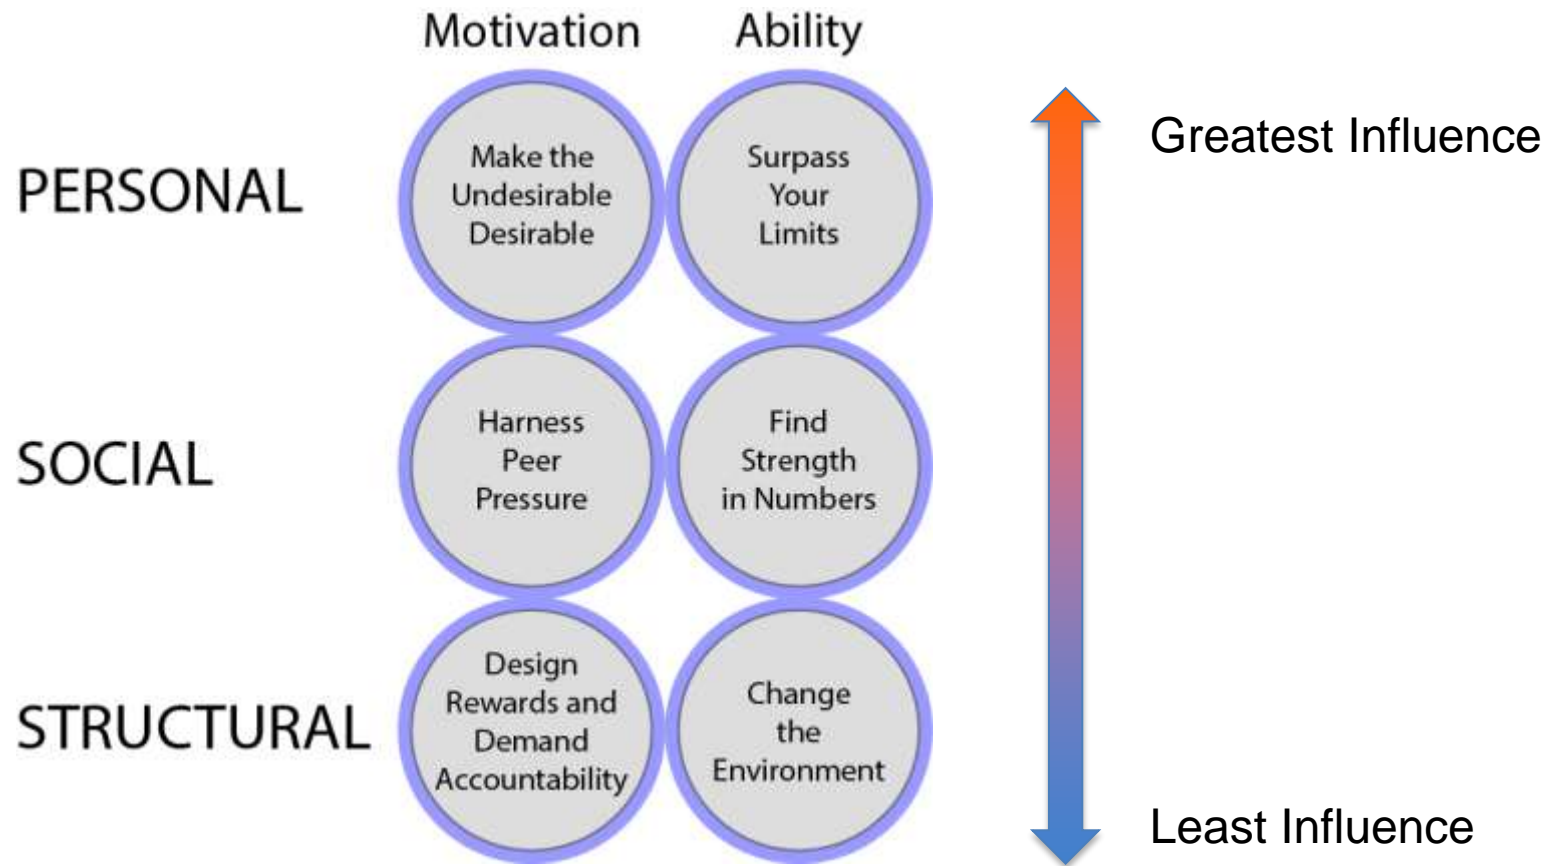 Motivation
Ability
PERSONAL
Make the
Undesirable
Desirable
Surpass
Your
Limits
Greatest Influence
SOCIAL
Harness
Peer
Pressure
Find
Strength
in Numbers
STRUCTURAL
Design
Rewards and
Demand
Accountability
Change
the
Environment
Least Influence